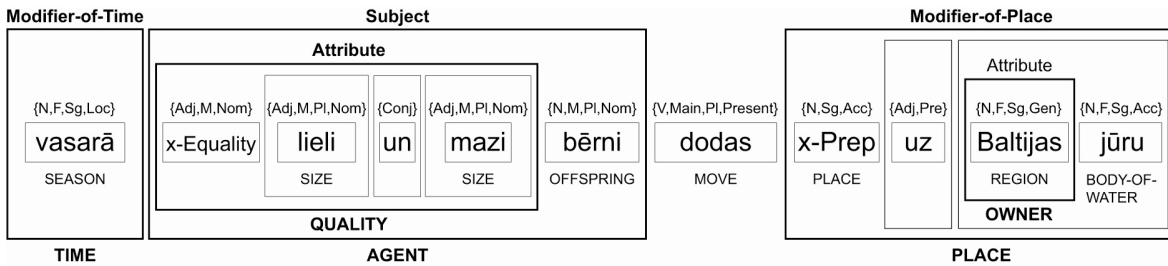 Modifier-of-Time Subject Modifier-of-Place
Attribute Attribute
{N,F,Sg,Loc} {Adj,M,Nom} {Adj,M,Pl,Nom} {Conj} {Adj,M,Pl,Nom} {N,M,Pl,Nom} {V,Main,Pl,Present} {N,Sg,Acc} {Adj,Pre} {N,F,Sg,Gen} {N,F,Sg,Acc}
vasarā x-Equality lieli un mazi bērni dodas x-Prep uz Baltijas jūru
SEASON SIZE SIZE OFFSPRING MOVE PLACE REGION BODY-OF-
WATER
QUALITY OWNER
TIME AGENT PLACE